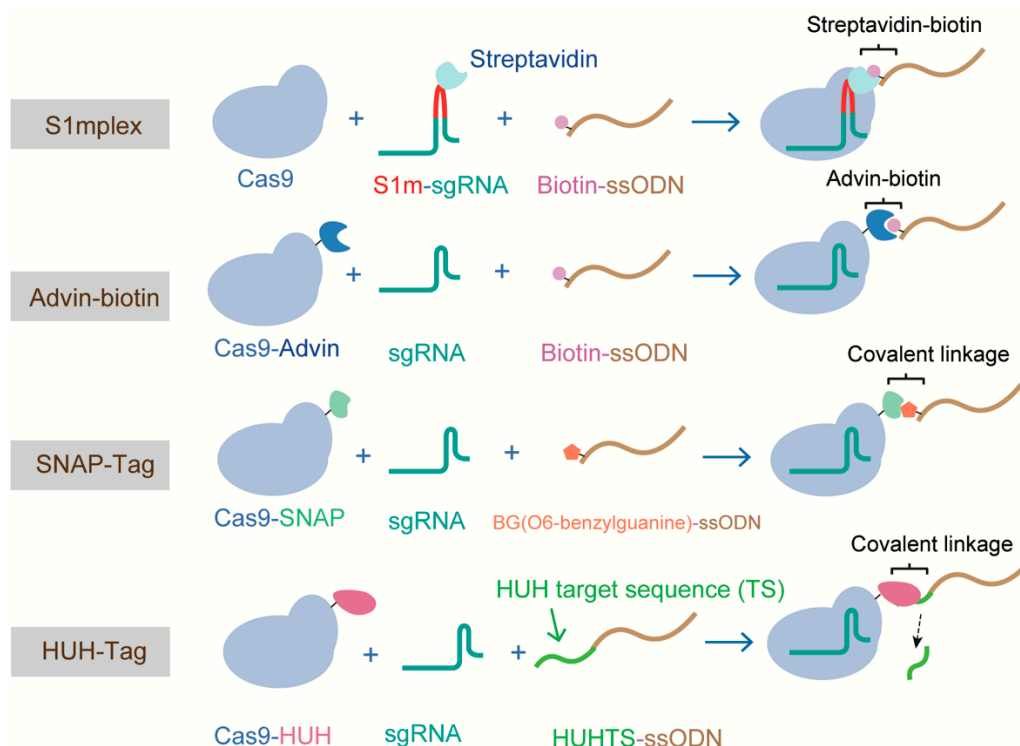 Streptavidin-biotin
Streptavidin
S1mplex
+
+
Cas9
S1m-sgRNA
Biotin-ssODN
Advin-biotin
Advin-biotin
+
+
Cas9-Advin
sgRNA
Biotin-ssODN
Covalent linkage
SNAP-Tag
+
+
Cas9-SNAP
sgRNA
BG(O6-benzylguanine)-ssODN
Covalent linkage
HUH target sequence (TS)
HUH-Tag
+
+
Cas9-HUH
sgRNA
HUHTS-ssODN